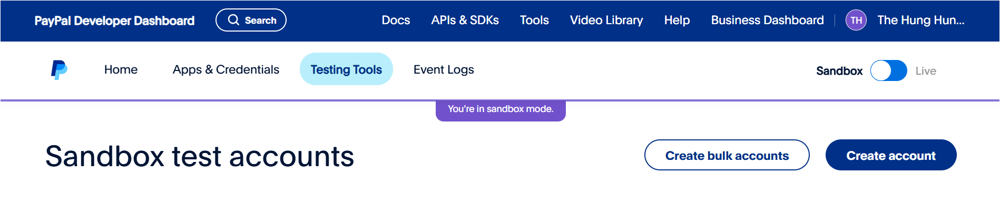 PayPal Developer Dashboard Search Docs APIs & SDKs Tools Video Library Help Business Dashboard TH The Hung Hun...
Home Apps & Credentials Testing Tools Event Logs Sandbox Live
You're in sandbox mode.
Sandbox test accounts Create bulk accounts Create account